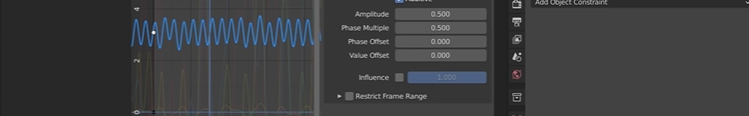 Add Object Constraint
4
Amplitude 0.500
Phase Multiple 0.500
Phase Offset 0.000
Value Offset 0.000
2
Influence 1.000
Restrict Frame Range
0